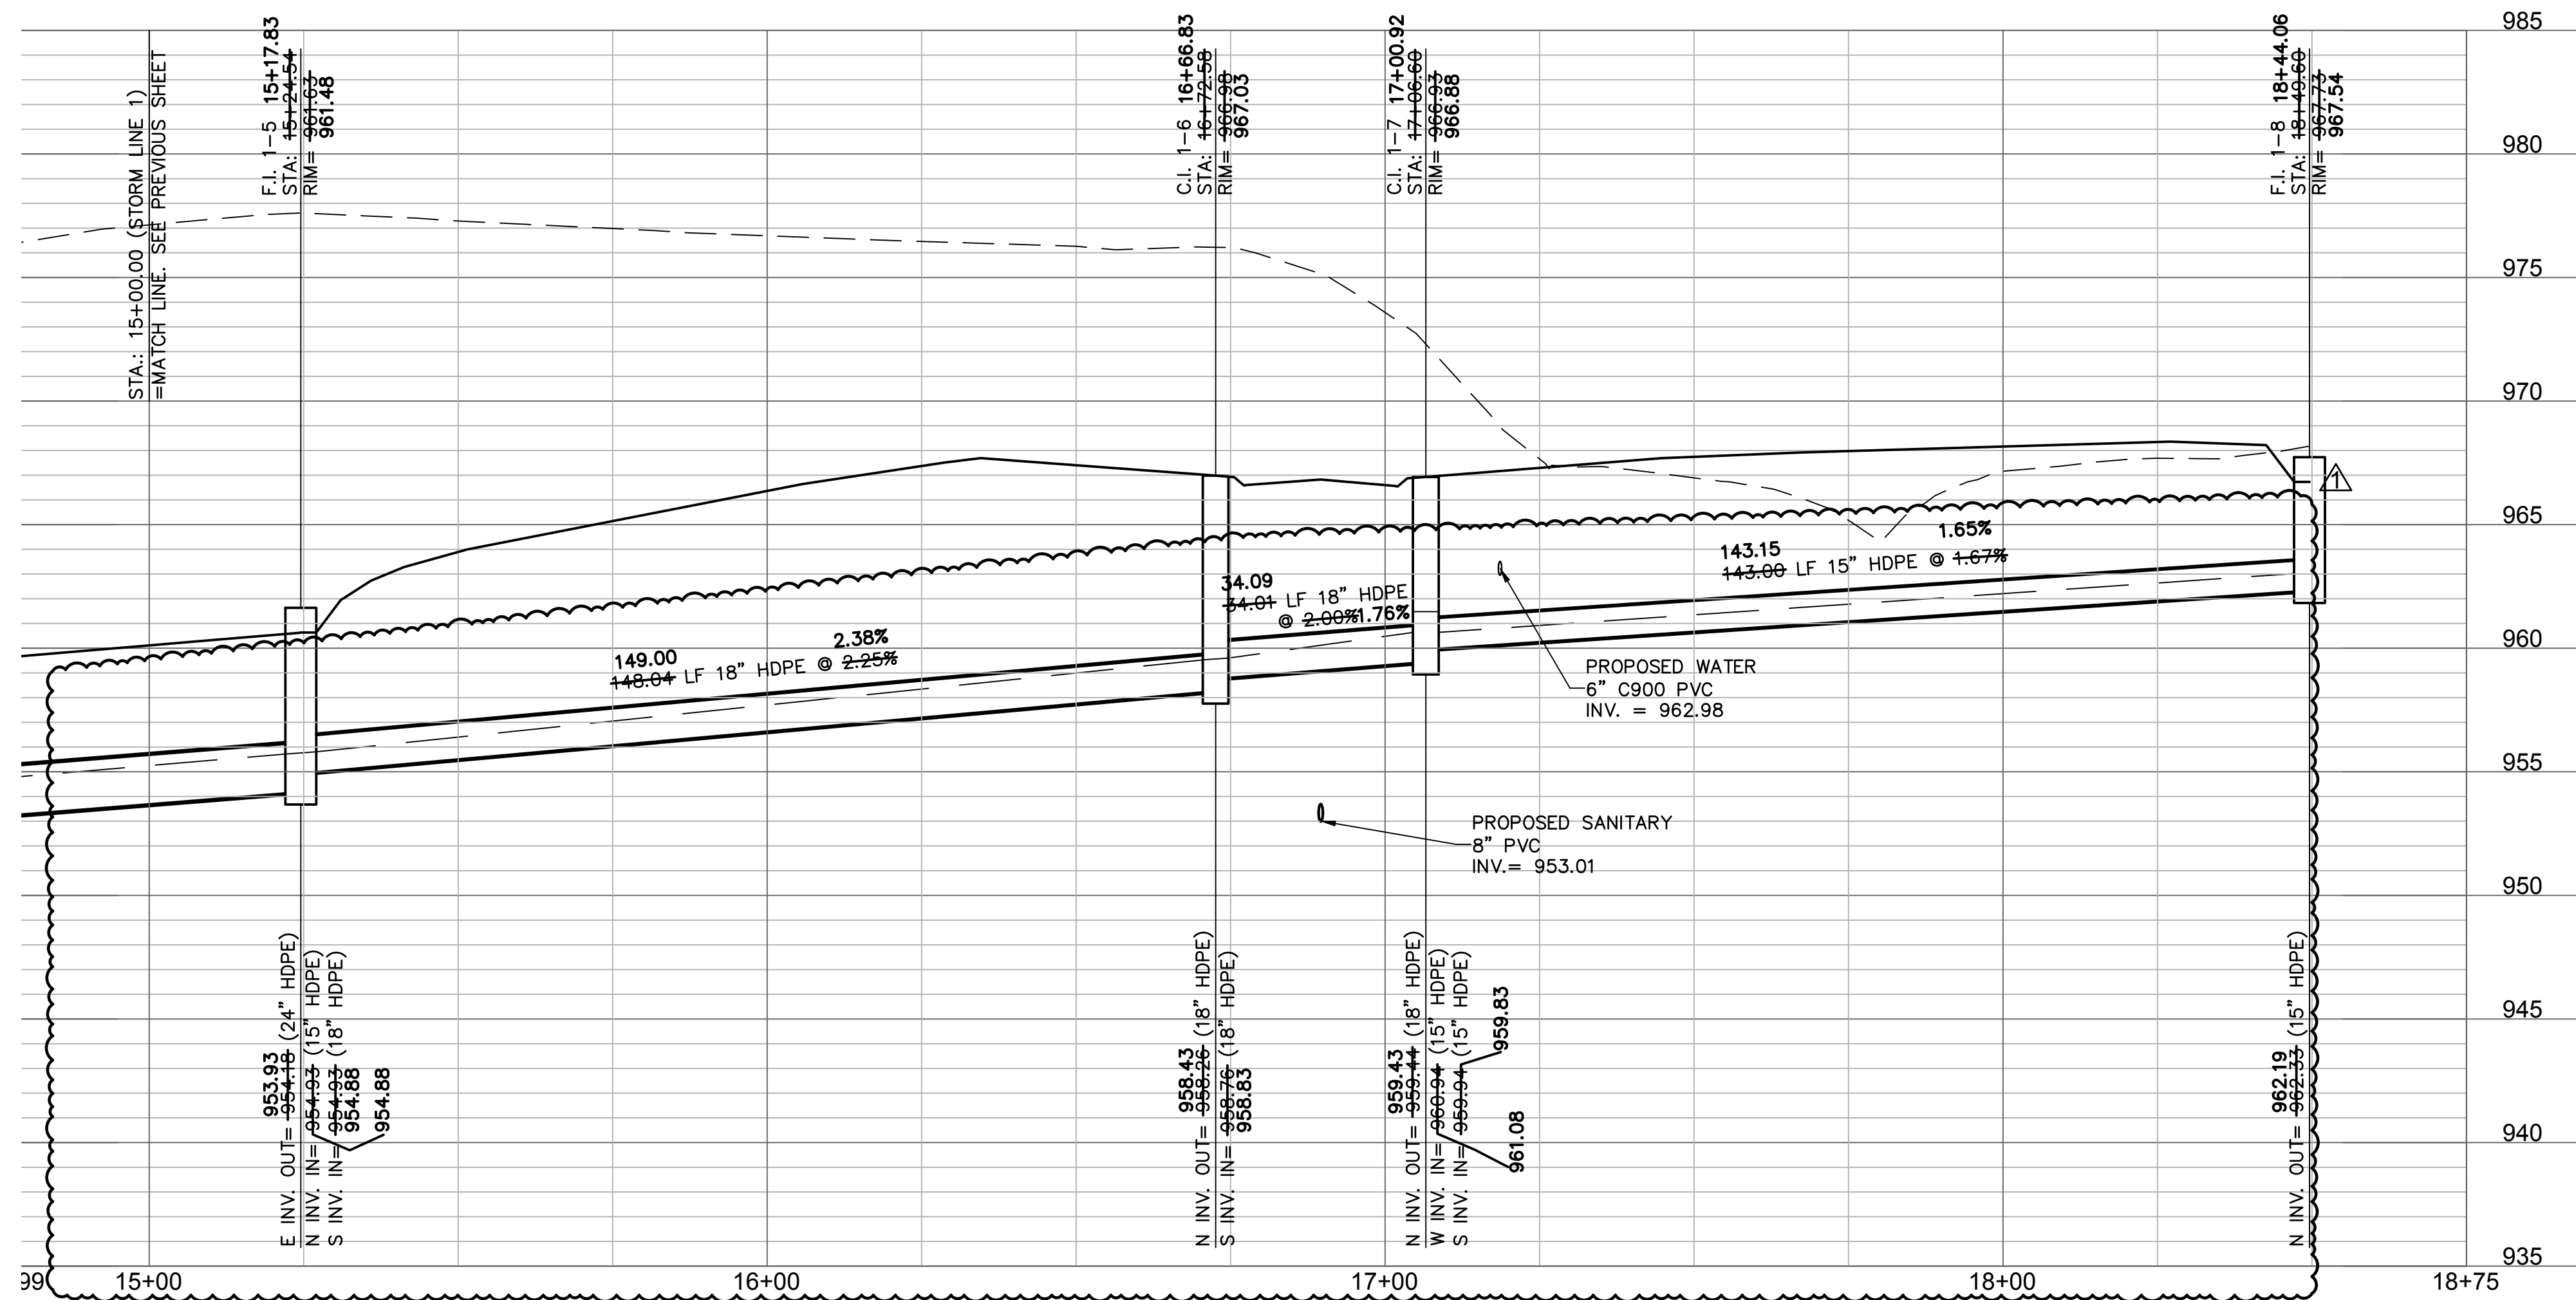 STA.: 15+00.00 (STORM LINE 1)
=MATCH LINE. SEE PREVIOUS SHEET
F.I. 1-5 15+17.83
STA: 15+24.54
RIM= 961.63
961.48
C.I. 1-6 16+66.83
STA: 16+72.58
RIM= 966.98
967.03
C.I. 1-7 17+00.92
STA: 17+06.60
RIM= 966.93
966.88
F.I. 1-8 18+44.06
STA: 18+49.60
RIM= 967.73
967.54
985
980
975
970
965
960
955
950
945
940
935
1
149.00
2.38%
148.04 LF 18" HDPE @ 2.25%
34.09
34.01 LF 18" HDPE
@ 2.00% 1.76%
143.15
1.65%
143.00 LF 15" HDPE @ 1.67%
PROPOSED WATER
6" C900 PVC
INV. = 962.98
PROPOSED SANITARY
8" PVC
INV.= 953.01
953.93
E INV. OUT= 954.18 (24" HDPE)
N INV. IN= 954.93 (15" HDPE)
S INV. IN= 954.93 (18" HDPE)
954.88
954.88
958.43
N INV. OUT= 958.26 (18" HDPE)
S INV. IN= 958.76 (18" HDPE)
958.83
959.43
N INV. OUT= 959.44 (18" HDPE)
W INV. IN= 960.94 (15" HDPE)
S INV. IN= 959.94 (15" HDPE)
959.83
961.08
962.19
N INV. OUT= 962.33 (15" HDPE)
99 15+00 16+00 17+00 18+00 18+75